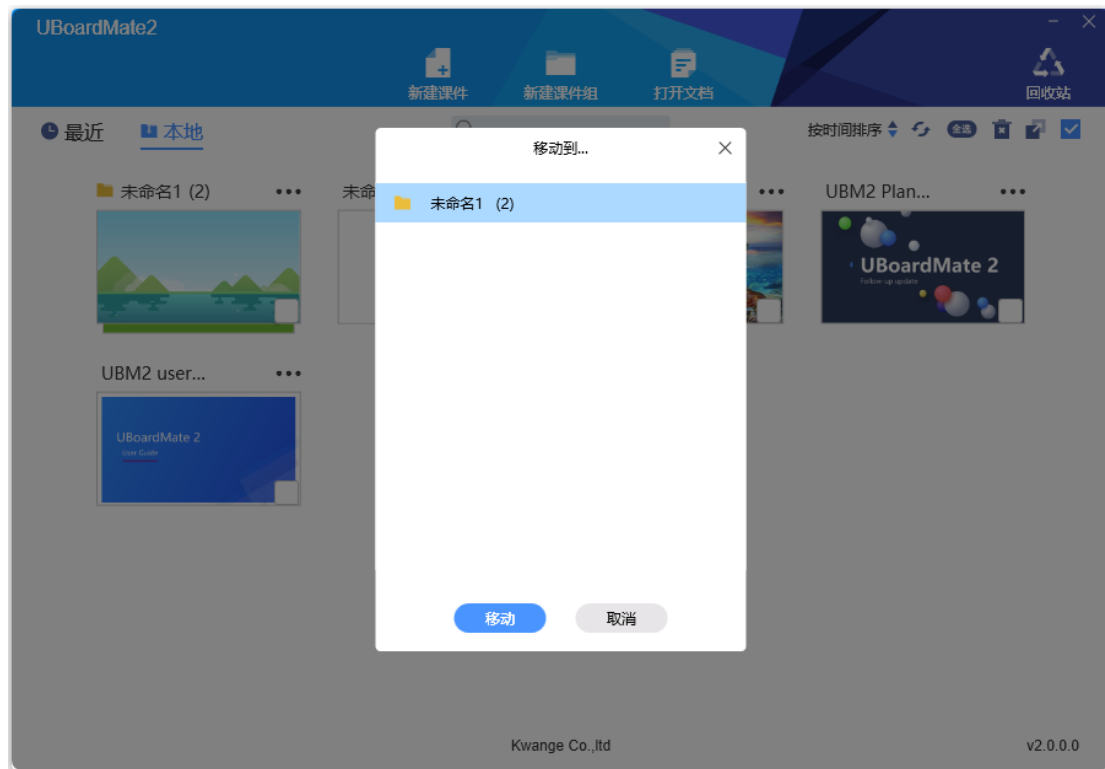 UBoardMate2
新建课件
新建课件组
打开文档
回收站
最近
本地
按时间排序
全选
移动到...
未命名1 (2)
未命名1 (2)
未命
UBM2 Plan...
UBoardMate 2
Follow-up update
UBM2 user...
UBoardMate 2
User Guide
移动
取消
Kwange Co.,ltd
v2.0.0.0